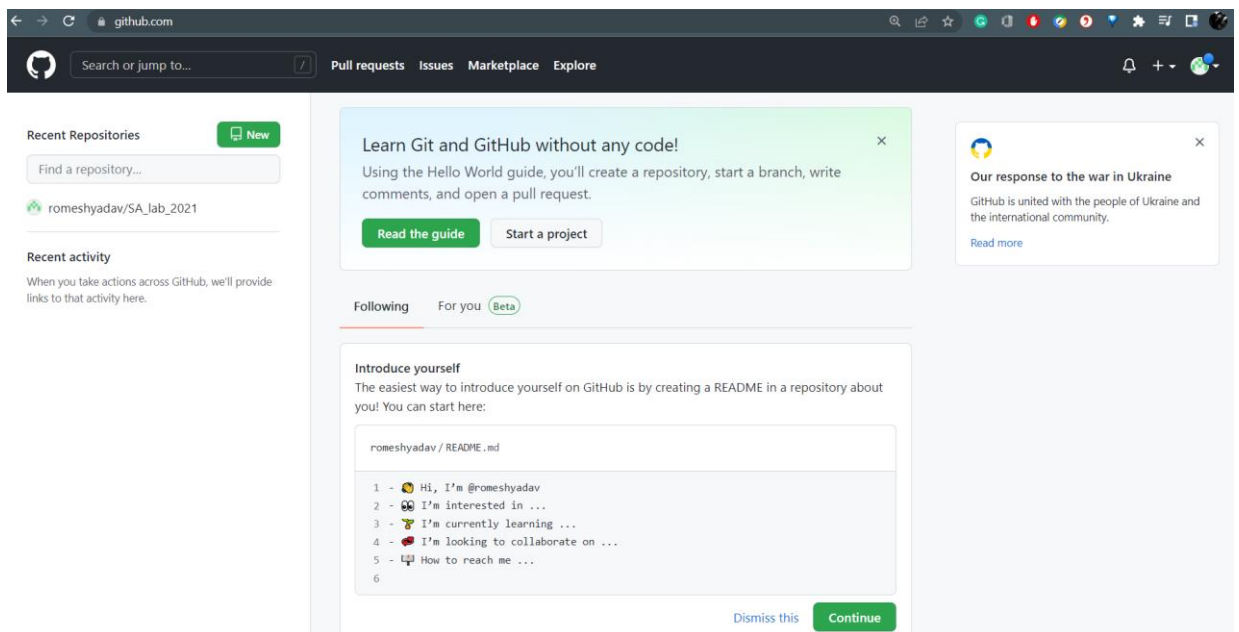 github.com
Search or jump to... /
Pull requests Issues Marketplace Explore
Recent Repositories
New
Find a repository...
romeshyadav/SA_lab_2021
Recent activity
When you take actions across GitHub, we'll provide
links to that activity here.
Learn Git and GitHub without any code!
Using the Hello World guide, you'll create a repository, start a branch, write
comments, and open a pull request.
Read the guide
Start a project
Following
For you Beta
Introduce yourself
The easiest way to introduce yourself on GitHub is by creating a README in a repository about
you! You can start here:
romeshyadav / README.md
1 - 👋 Hi, I'm @romeshyadav
2 - 👀 I'm interested in ...
3 - 🌱 I'm currently learning ...
4 - 💞️ I'm looking to collaborate on ...
5 - 📫 How to reach me ...
6
Dismiss this
Continue
Our response to the war in Ukraine
GitHub is united with the people of Ukraine and
the international community.
Read more